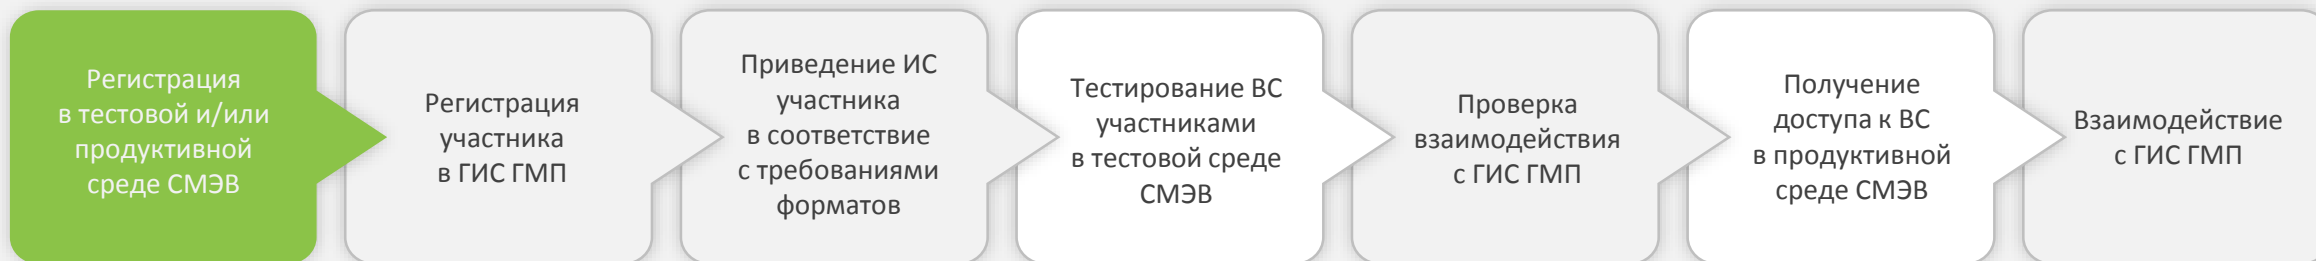 Регистрация
в тестовой и/или
продуктивной
среде СМЭВ
Регистрация
участника
в ГИС ГМП
Приведение ИС
участника
в соответствие
с требованиями
форматов
Тестирование ВС
участниками
в тестовой среде
СМЭВ
Проверка
взаимодействия
с ГИС ГМП
Получение
доступа к ВС
в продуктивной
среде СМЭВ
Взаимодействие
с ГИС ГМП